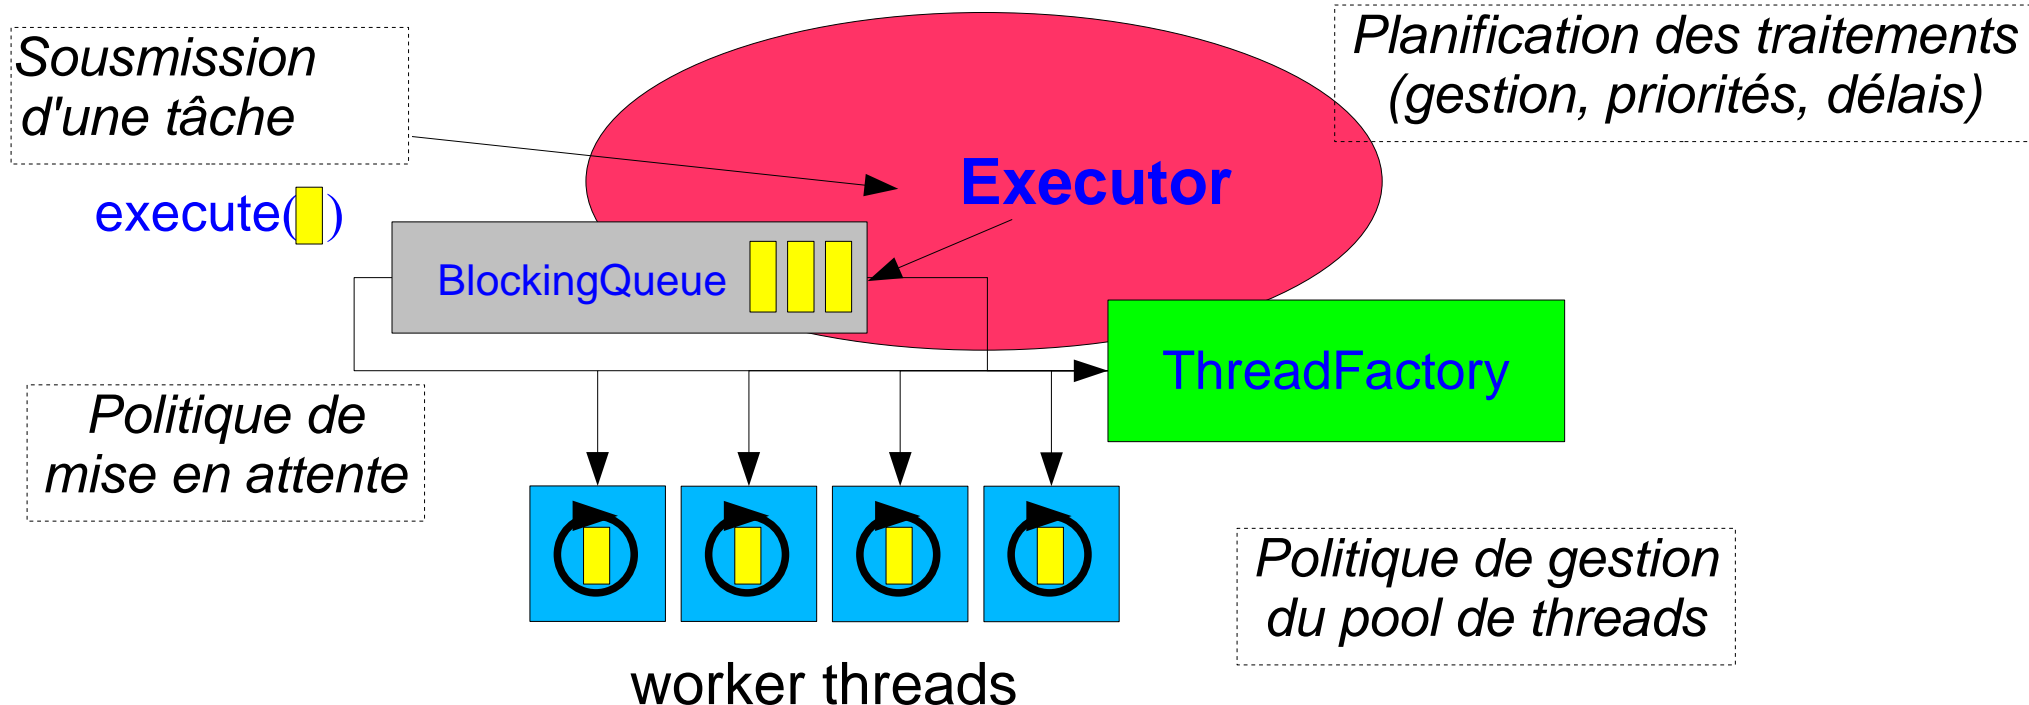 Sousmission
d'une tâche
execute( )
Planification des traitements
(gestion, priorités, délais)
Executor
BlockingQueue
ThreadFactory
Politique de
mise en attente
Politique de gestion
du pool de threads
worker threads